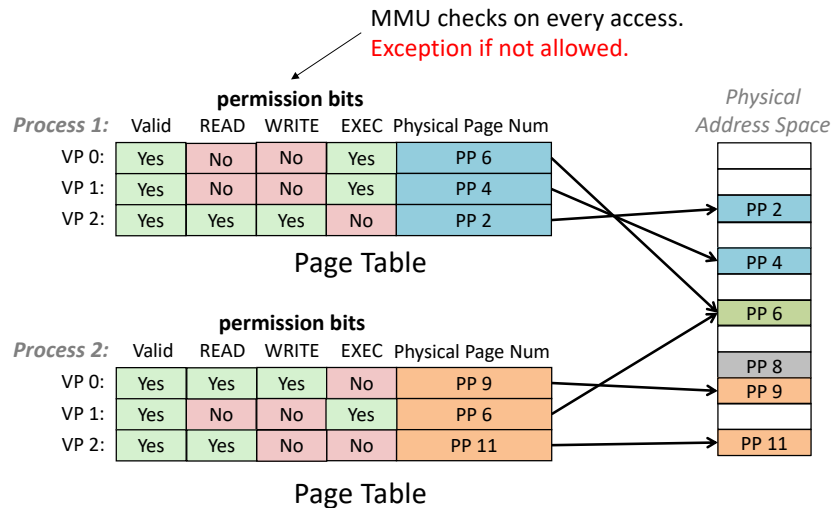 MMU checks on every access.
Exception if not allowed.
permission bits
Physical
Address Space
Process 1: Valid READ WRITE EXEC Physical Page Num
VP 0: Yes No No Yes PP 6
VP 1: Yes No No Yes PP 4
VP 2: Yes Yes Yes No PP 2
Page Table
permission bits
Process 2: Valid READ WRITE EXEC Physical Page Num
VP 0: Yes Yes Yes No PP 9
VP 1: Yes No No Yes PP 6
VP 2: Yes Yes No No PP 11
Page Table
PP 2
PP 4
PP 6
PP 8
PP 9
PP 11